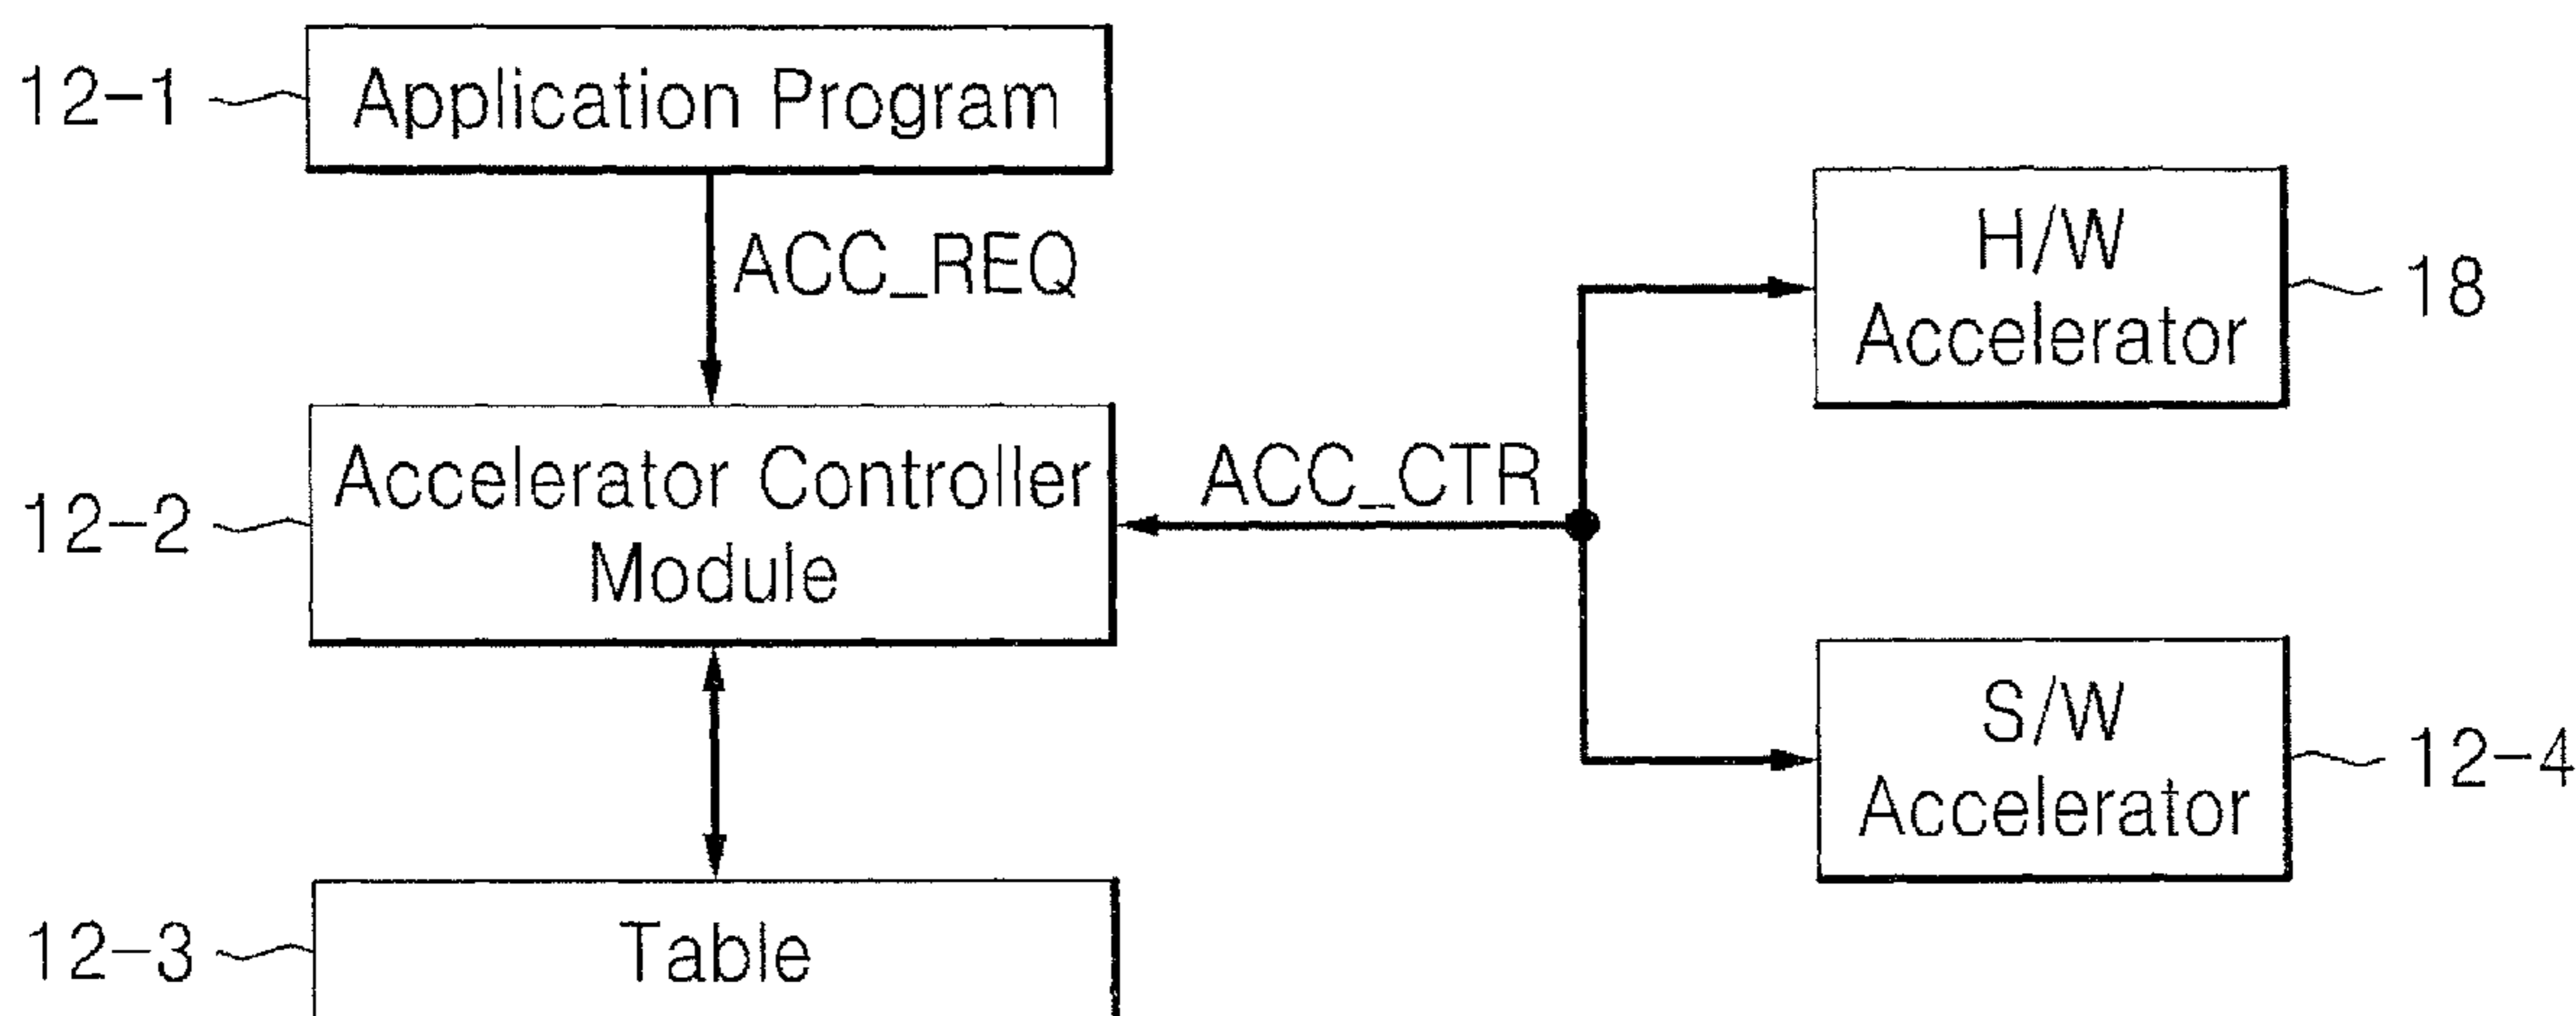 12-1
Application Program
ACC_REQ
H/W
Accelerator
18
12-2
Accelerator Controller
Module
ACC_CTR
S/W
Accelerator
12-4
12-3
Table